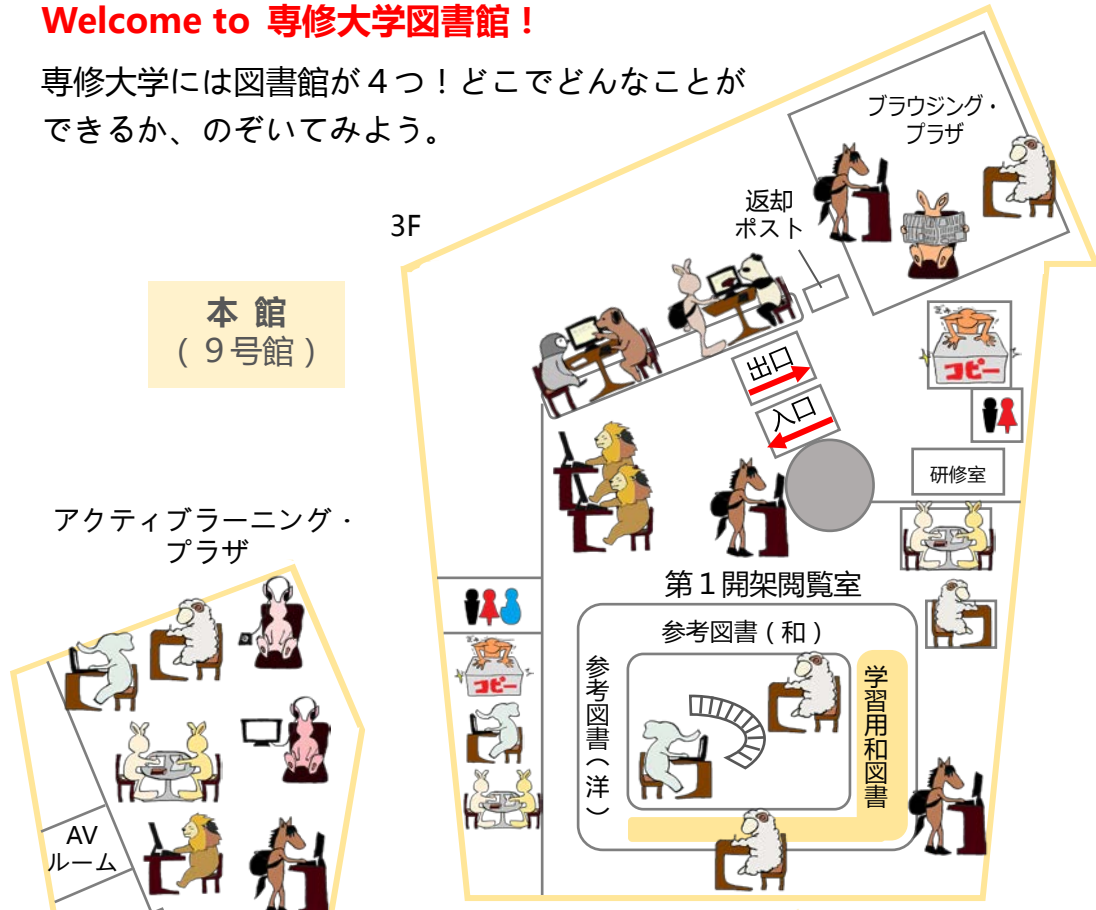 Welcome to 専修大学図書館！
専修大学には図書館が４つ！どこでどんなことが
できるか、のぞいてみよう。
ブラウジング・
プラザ
返却
ポスト
3F
本 館
（９号館）
出口
入口
コピー
研修室
アクティブラーニング・
プラザ
第１開架閲覧室
参考図書（和）
参考図書（洋）
学習用和図書
コピー
AV
ルーム